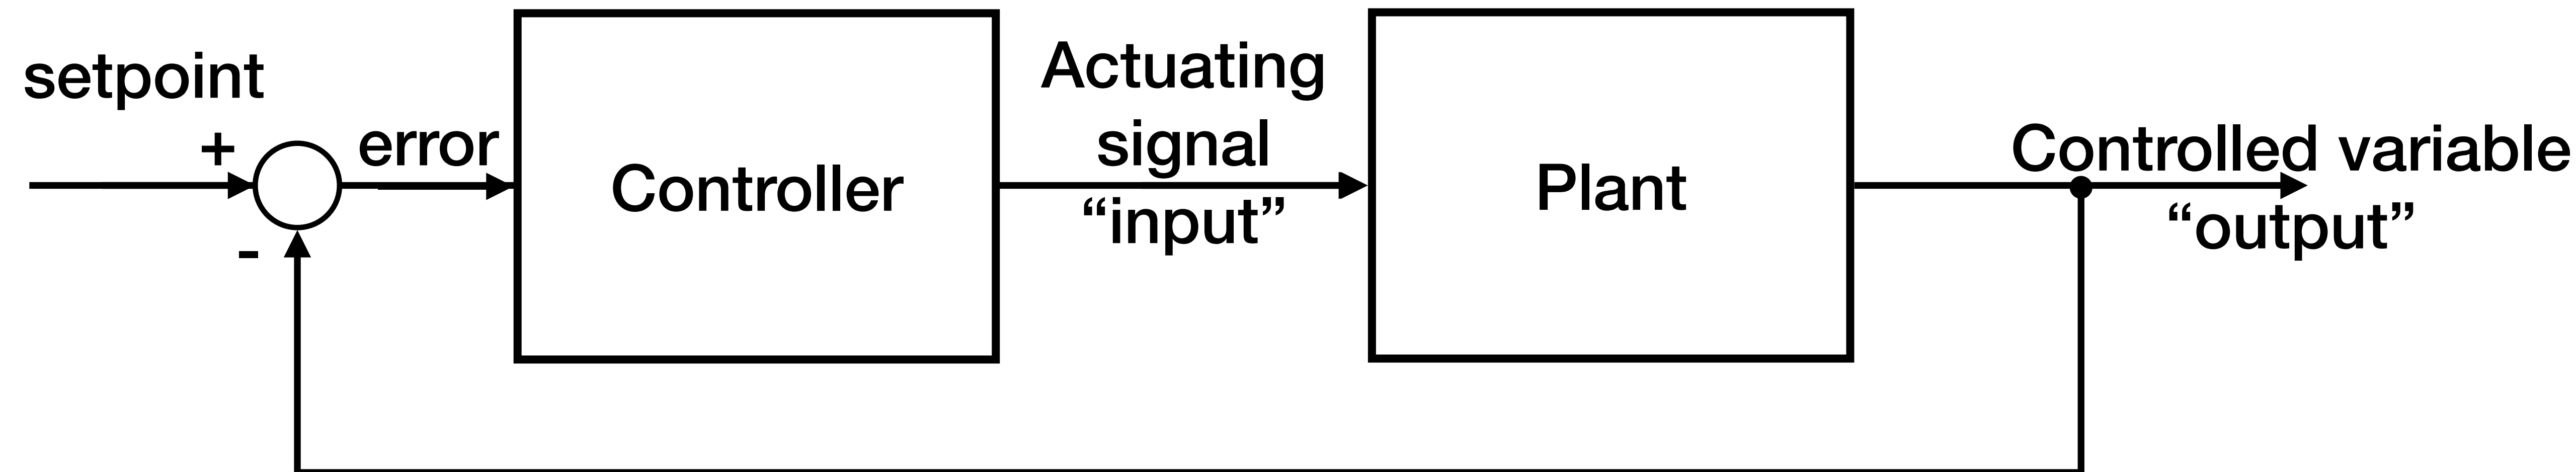 setpoint
+
-
error
Controller
Actuating
signal
“input”
Plant
Controlled variable
“output”